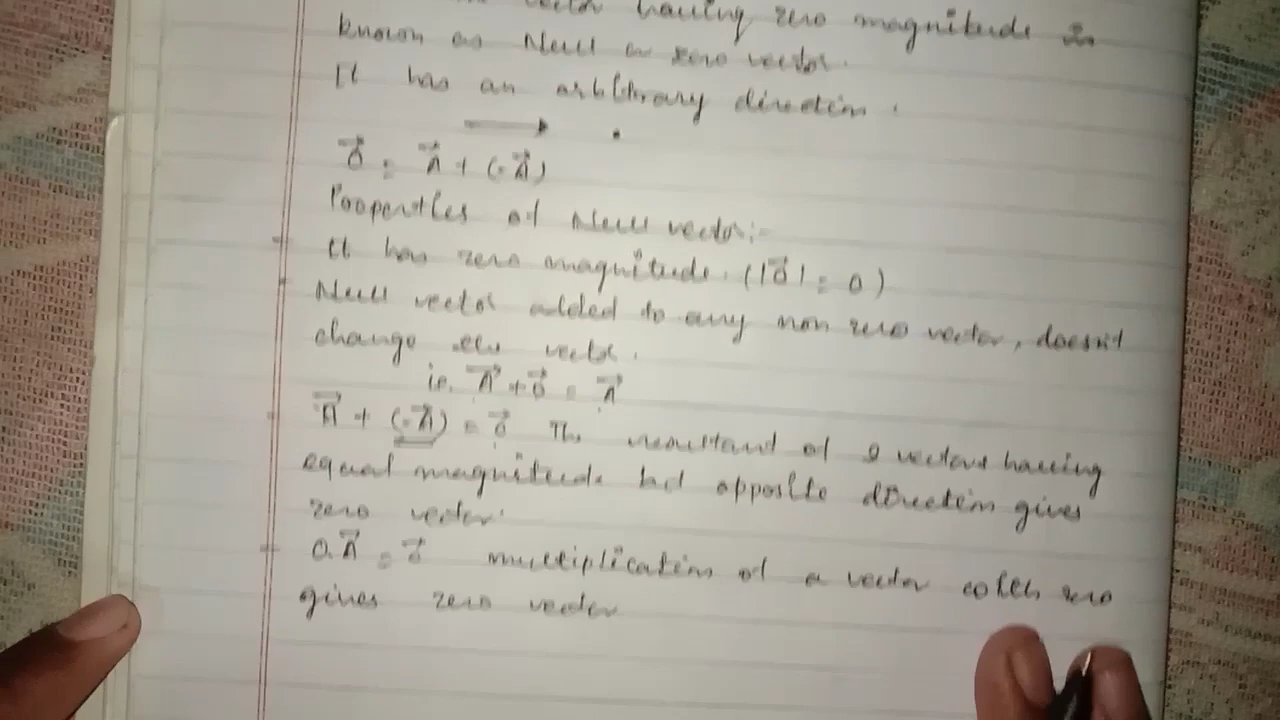 vector having zero magnitude is
known as Null or zero vector.
It has an arbitrary direction.
0⃗ = A⃗ + (-A⃗)
Properties of Null vector:-
It has zero magnitude. (|0⃗| = 0)
Null vector added to any non zero vector, doesn't
change the vector.
ie. A⃗ + 0⃗ = A⃗
A⃗ + (-A⃗) = 0⃗ The resultant of 2 vectors having
equal magnitude but opposite direction gives
zero vector.
0.A⃗ = 0⃗ multiplication of a vector with zero
gives zero vector